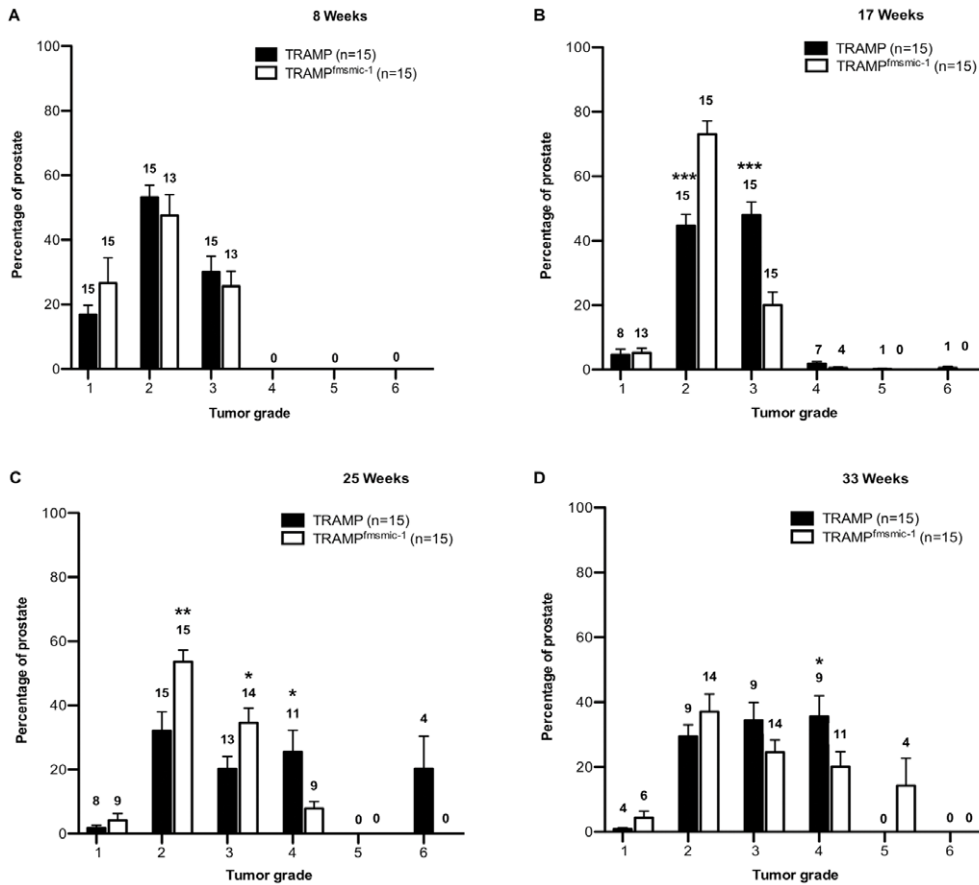 A
8 Weeks
Percentage of prostate
100
80
60
40
20
0
TRAMP (n=15)
TRAMPfmsmic-1 (n=15)
15 15 15 13 15 13 0 0 0
1 2 3 4 5 6
Tumor grade
B
17 Weeks
Percentage of prostate
100
80
60
40
20
0
TRAMP (n=15)
TRAMPfmsmic-1 (n=15)
*** ***
8 13 15 15 15 15 7 4 1 0 1 0
1 2 3 4 5 6
Tumor grade
C
25 Weeks
Percentage of prostate
100
80
60
40
20
0
TRAMP (n=15)
TRAMPfmsmic-1 (n=15)
** * *
8 9 15 15 13 14 11 9 0 0 4 0
1 2 3 4 5 6
Tumor grade
D
33 Weeks
Percentage of prostate
100
80
60
40
20
0
TRAMP (n=15)
TRAMPfmsmic-1 (n=15)
*
4 6 9 14 9 14 9 11 0 4 0 0
1 2 3 4 5 6
Tumor grade